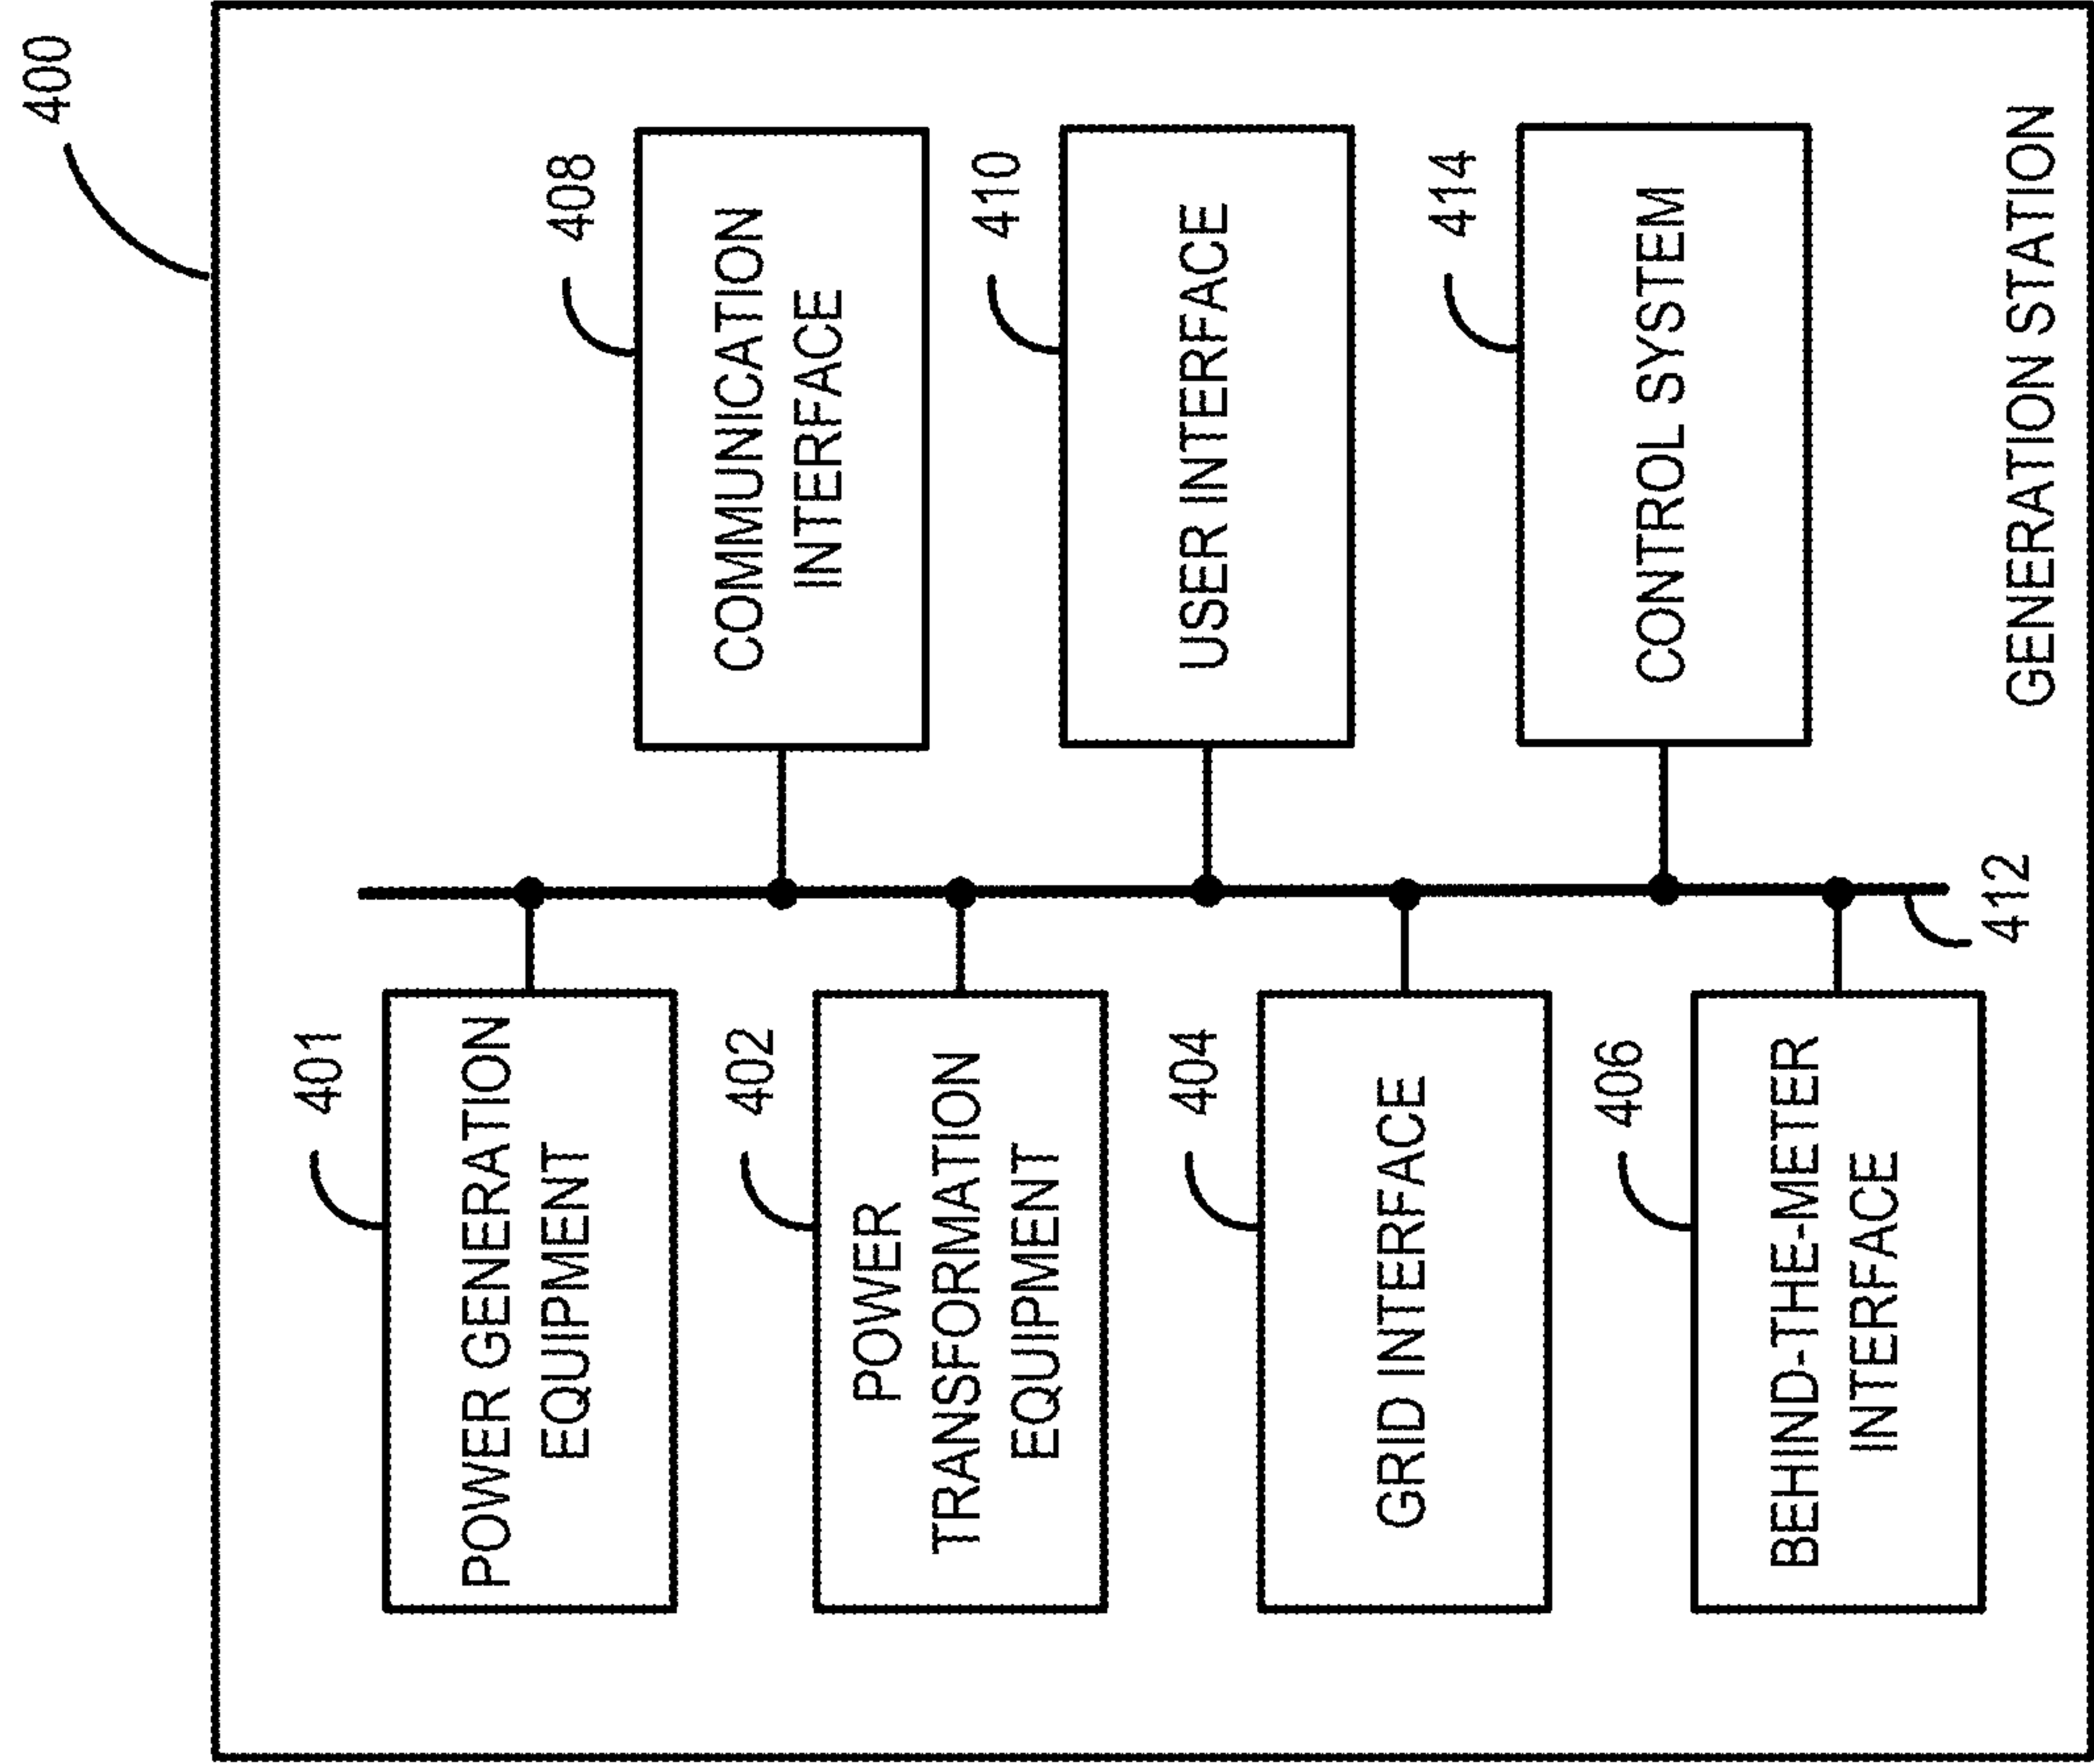 400
401
POWER GENERATION
EQUIPMENT
402
POWER
TRANSFORMATION
EQUIPMENT
404
GRID INTERFACE
406
BEHIND-THE-METER
INTERFACE
408
COMMUNICATION
INTERFACE
410
USER INTERFACE
414
CONTROL SYSTEM
412
GENERATION STATION